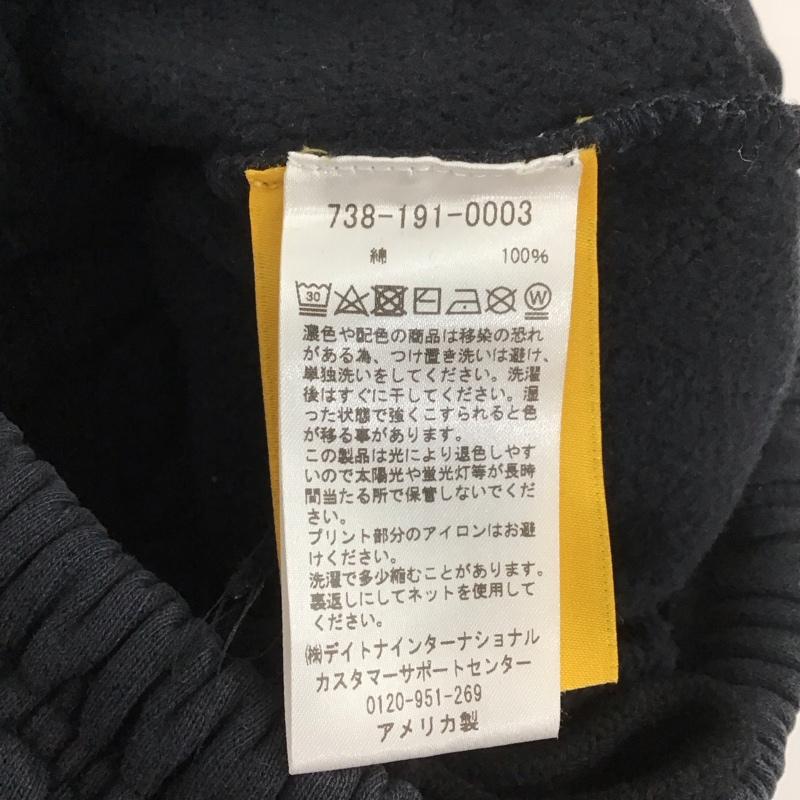 738-191-0003
綿 100%
30 W
濃色や配色の商品は移染の恐れ
がある為、つけ置き洗いは避け、
単独洗いをしてください。洗濯
後はすぐに干してください。湿
った状態で強くこすられると色
が移る事があります。
この製品は光により退色しやす
いので太陽光や蛍光灯等が長時
間当たる所で保管しないでくだ
さい。
プリント部分のアイロンはお避
けください。
洗濯で多少縮むことがあります。
裏返しにしてネットを使用して
ください。
㈱デイトナインターナショナル
カスタマーサポートセンター
0120-951-269
アメリカ製